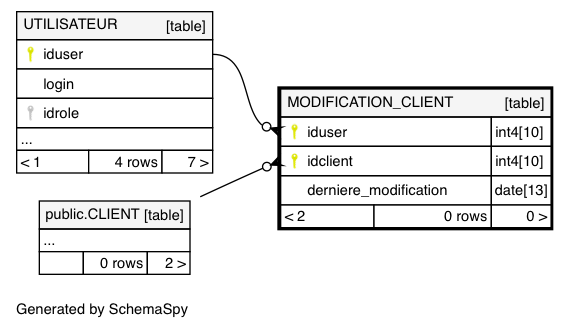 UTILISATEUR [table]
iduser
login
idrole
...
< 1 4 rows 7 >
MODIFICATION_CLIENT [table]
iduser int4[10]
idclient int4[10]
derniere_modification date[13]
< 2 0 rows 0 >
public.CLIENT [table]
...
0 rows 2 >
Generated by SchemaSpy